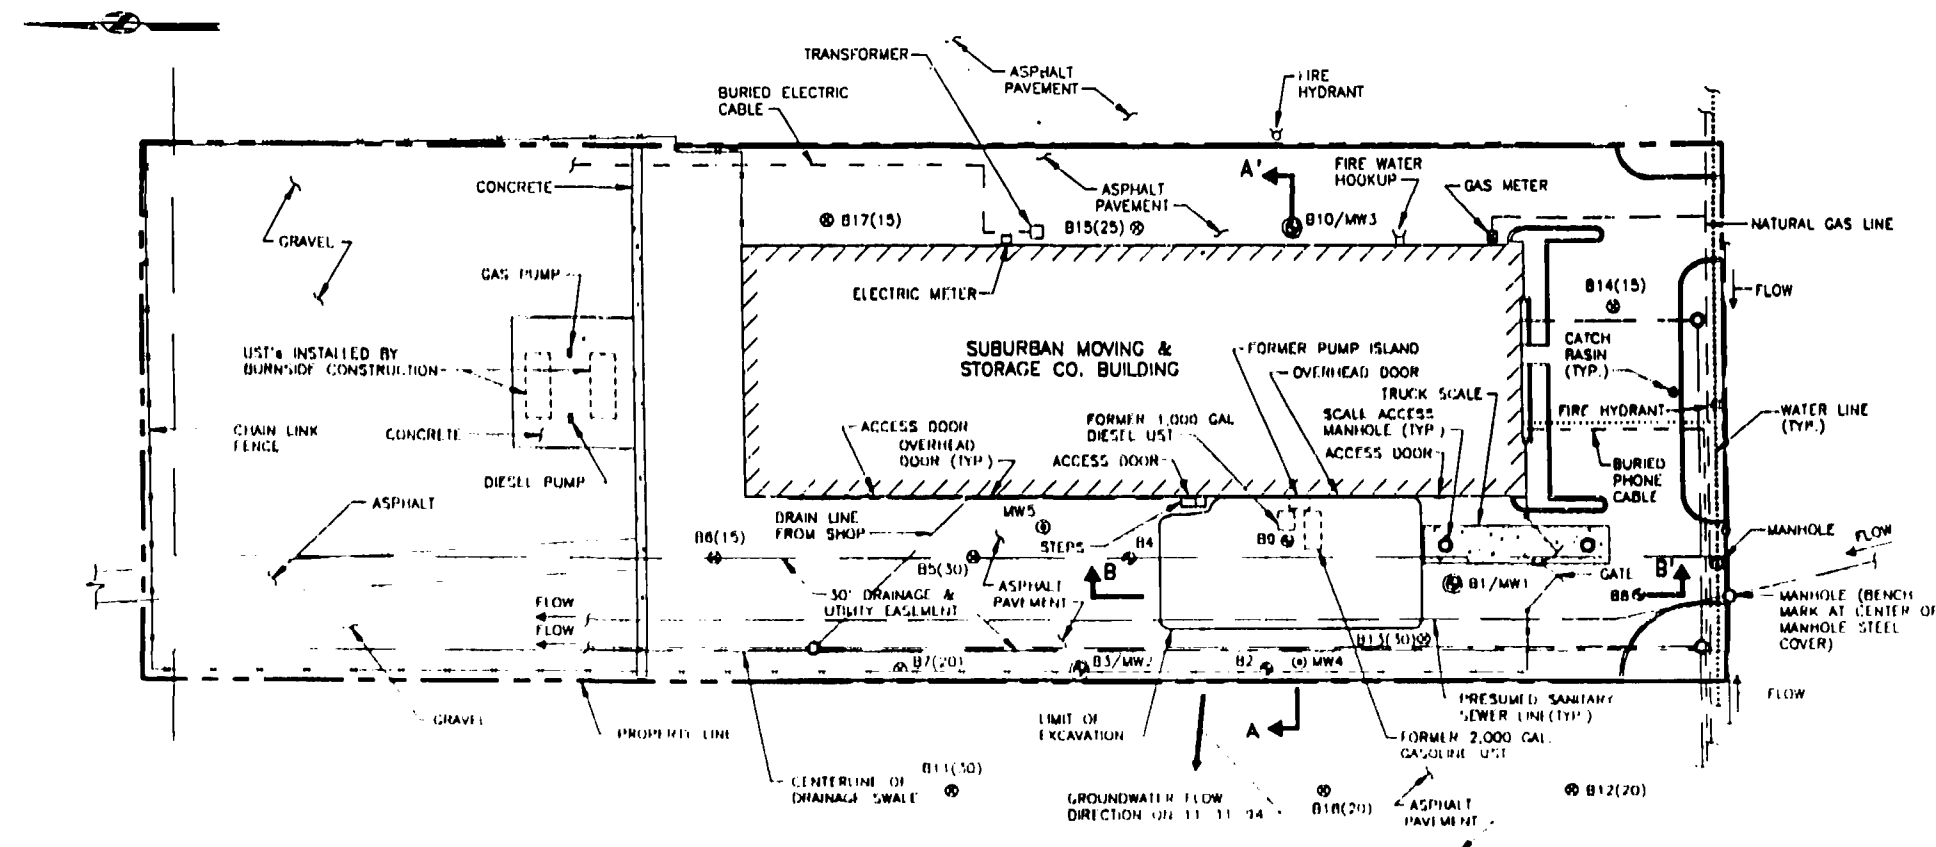 TRANSFORMER
ASPHALT
PAVEMENT
FIRE
HYDRANT
BURIED ELECTRIC
CABLE
CONCRETE
A'
FIRE WATER
HOOKUP
GAS METER
ASPHALT
PAVEMENT
B17(15)
B15(25)
B10/MW3
NATURAL GAS LINE
GRAVEL
GAS PUMP
ELECTRIC METER
B14(15)
FLOW
UST's INSTALLED BY
BURNSIDE CONSTRUCTION
SUBURBAN MOVING &
STORAGE CO. BUILDING
FORMER PUMP ISLAND
OVERHEAD DOOR
TRUCK SCALE
CATCH
BASIN
(TYP.)
FIRE HYDRANT
WATER LINE
(TYP.)
CHAIN LINK
FENCE
CONCRETE
ACCESS DOOR
OVERHEAD
DOOR (TYP.)
FORMER 1,000 GAL
DIESEL UST
ACCESS DOOR
SCALE ACCESS
MANHOLE (TYP.)
ACCESS DOOR
BURIED
PHONE
CABLE
DIESEL PUMP
ASPHALT
DRAIN LINE
FROM SHOP
MW5
STEPS
B4
B9
B6(15)
B5(30)
MANHOLE
FLOW
ASPHALT
PAVEMENT
B
B1/MW1
GATE
B8
B'
30' DRAINAGE &
UTILITY EASEMENT
FLOW
FLOW
MANHOLE (BENCH
MARK AT CENTER OF
MANHOLE STEEL
COVER)
B7(20)
B3/MW2
B2
MW4
B13(30)
GRAVEL
PROPERTY LINE
LIMIT OF
EXCAVATION
A
PRESUMED SANITARY
SEWER LINE(TYP.)
FLOW
FORMER 2,000 GAL.
GASOLINE UST
CENTERLINE OF
DRAINAGE SWALE
GROUNDWATER FLOW
DIRECTION ON
B12(20)
ASPHALT
PAVEMENT